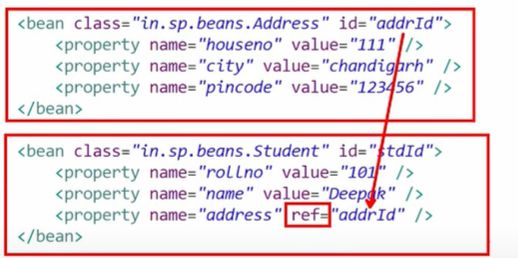 <bean class="in.sp.beans.Address" id="addrId">
<property name="houseno" value="111" />
<property name="city" value="chandigarh" />
<property name="pincode" value="123456" />
</bean>
<bean class="in.sp.beans.Student" id="stdId">
<property name="rollno" value="101" />
<property name="name" value="Deepak" />
<property name="address" ref="addrId" />
</bean>